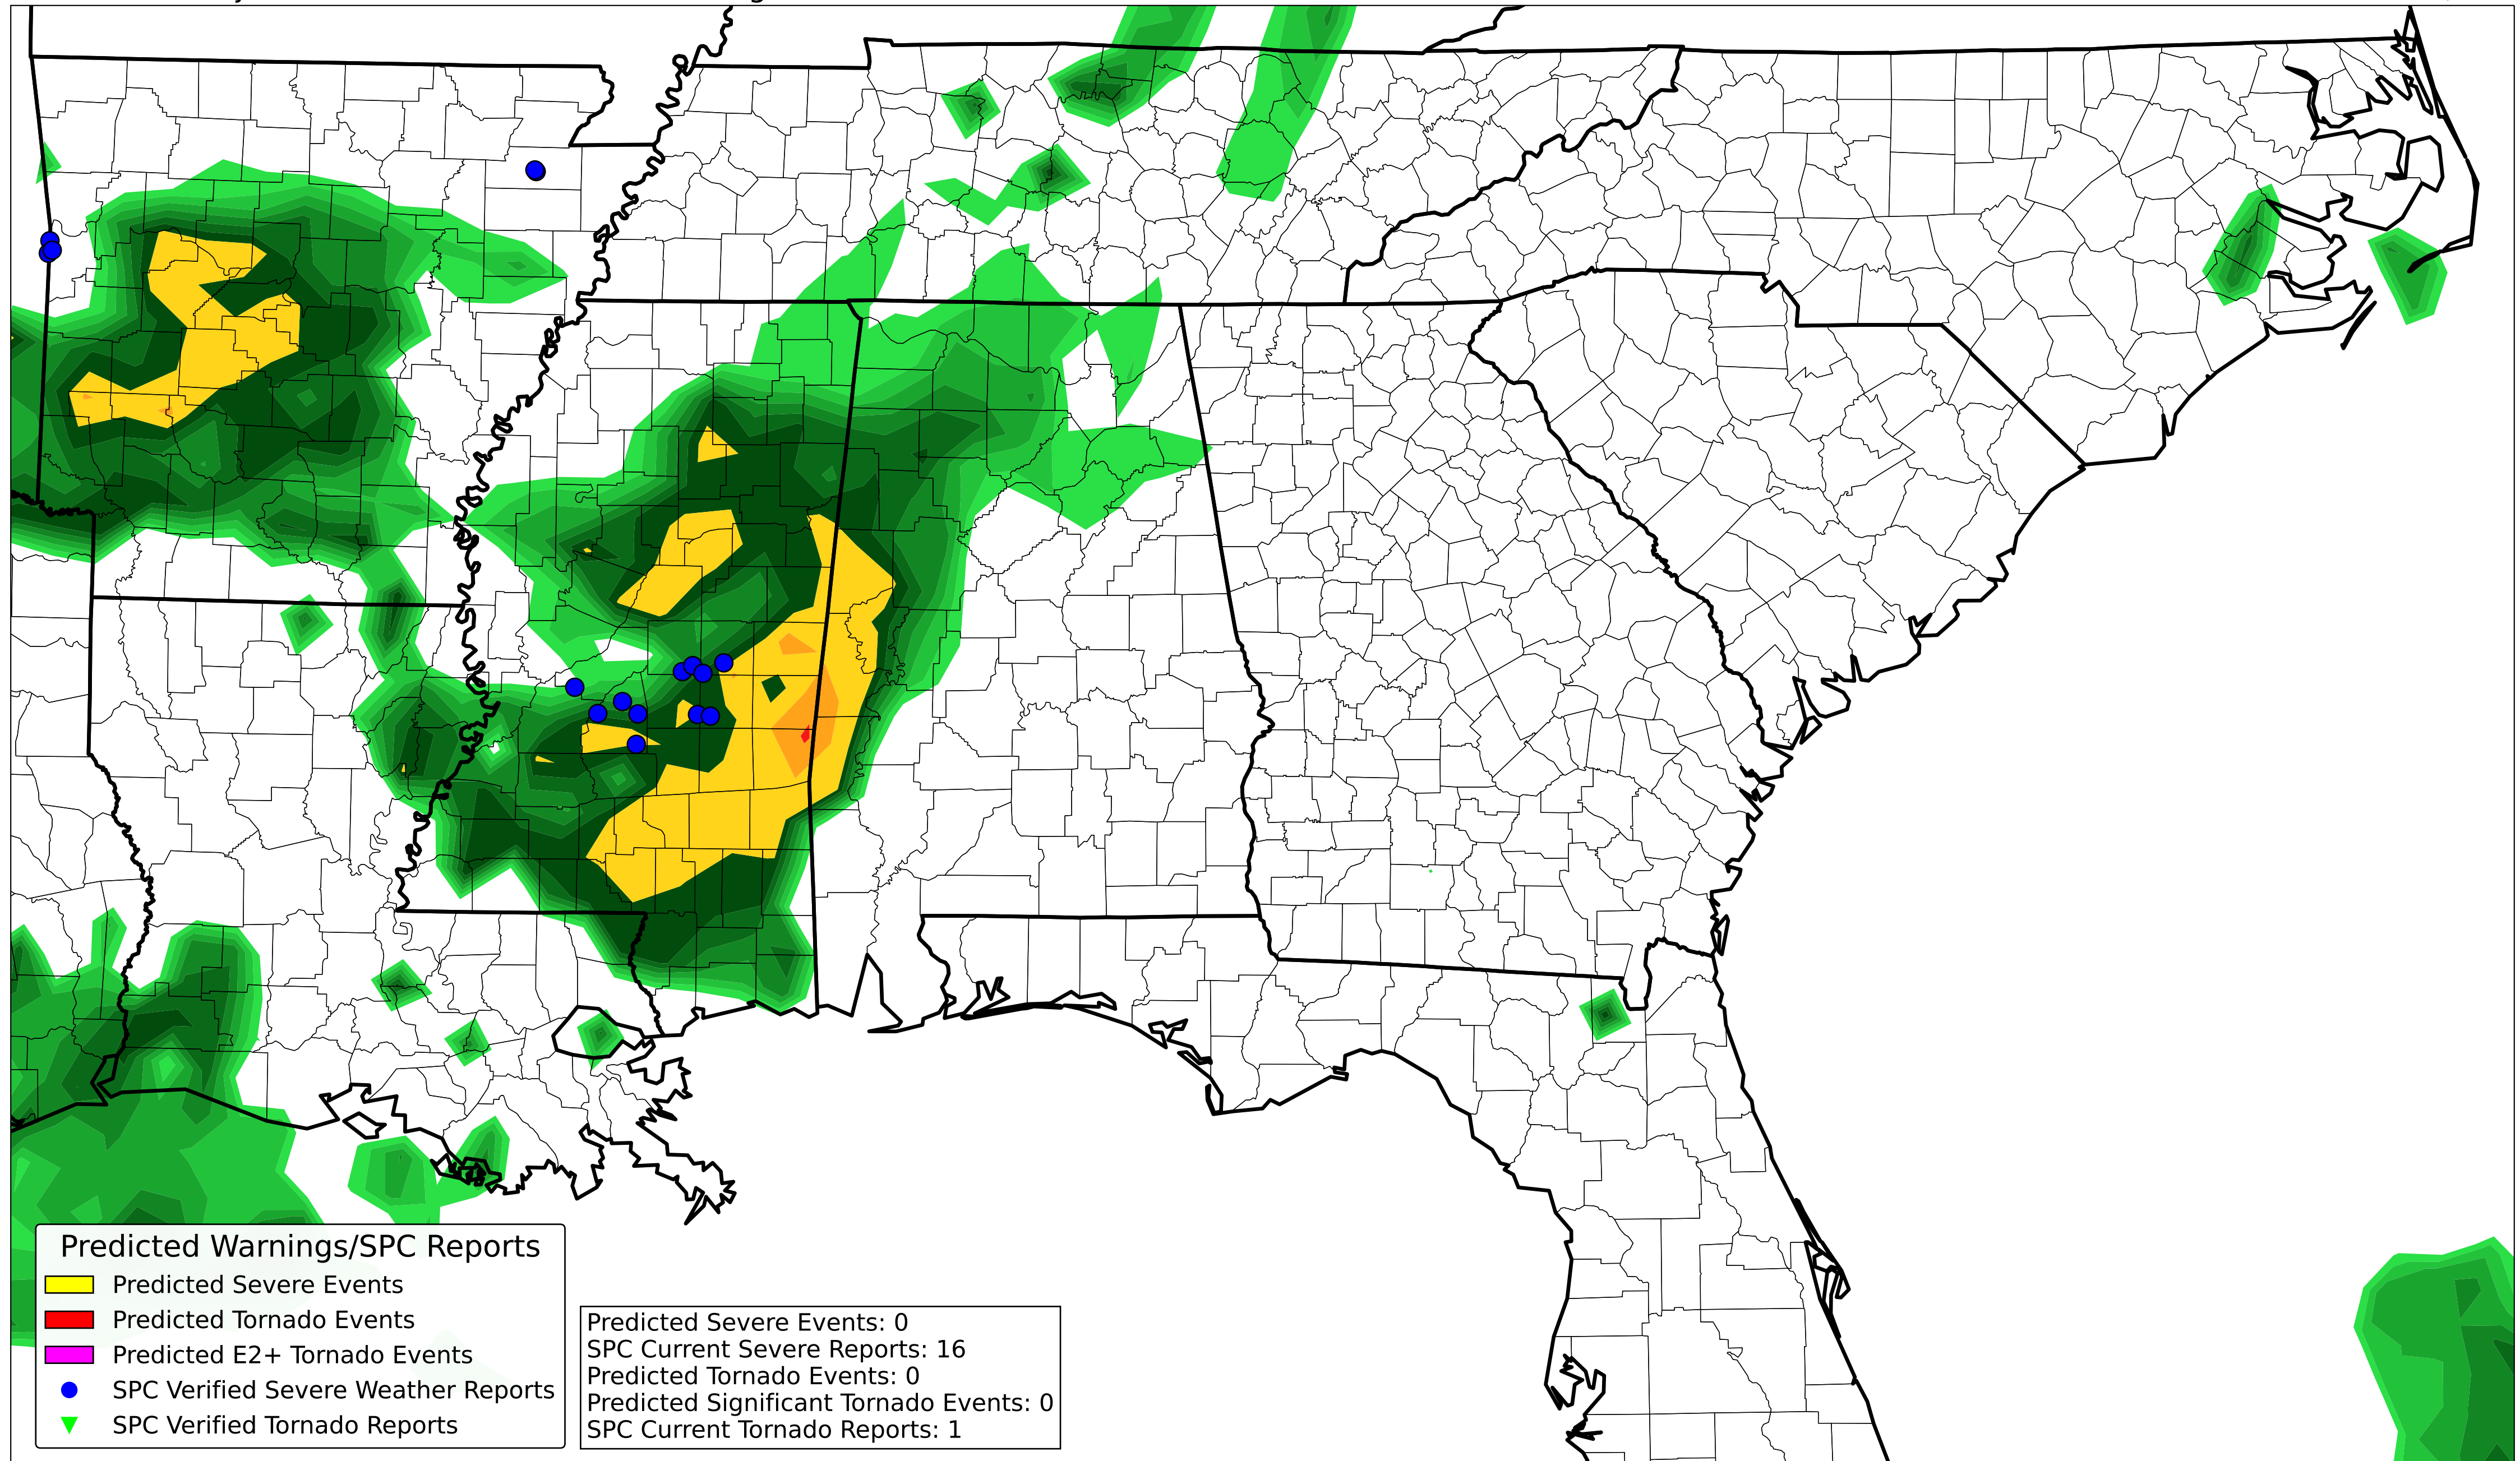 Predicted Warnings/SPC Reports
Predicted Severe Events
Predicted Tornado Events
Predicted E2+ Tornado Events
SPC Verified Severe Weather Reports
SPC Verified Tornado Reports
Predicted Severe Events: 0
SPC Current Severe Reports: 16
Predicted Tornado Events: 0
Predicted Significant Tornado Events: 0
SPC Current Tornado Reports: 1